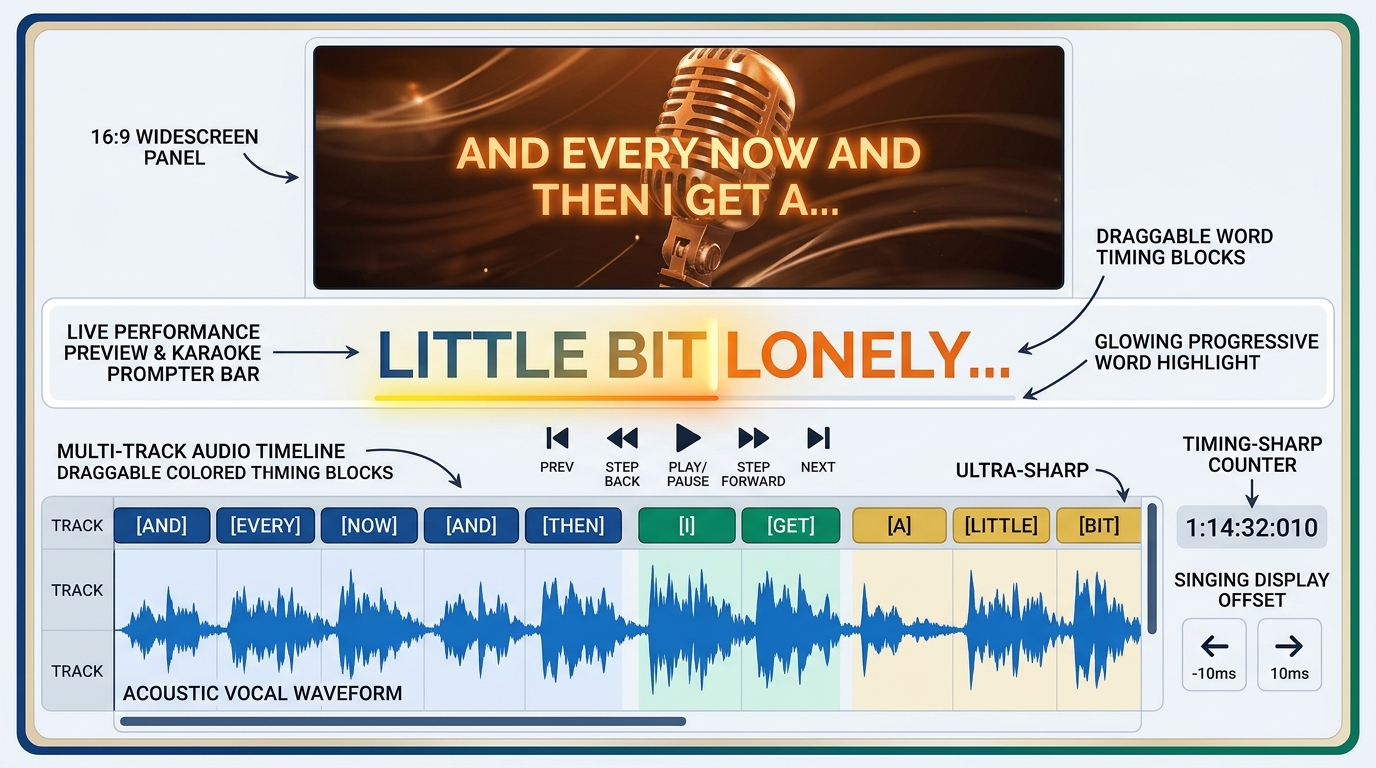 16:9 WIDESCREEN
PANEL
AND EVERY NOW AND
THEN I GET A...
DRAGGABLE WORD
TIMING BLOCKS
LIVE PERFORMANCE
PREVIEW & KARAOKE
PROMPTER BAR
LITTLE BIT LONELY...
GLOWING PROGRESSIVE
WORD HIGHLIGHT
MULTI-TRACK AUDIO TIMELINE
DRAGGABLE COLORED THMING BLOCKS
PREV
STEP
BACK
PLAY/
PAUSE
STEP
FORWARD
NEXT
ULTRA-SHARP
TIMING-SHARP
COUNTER
1:14:32:010
TRACK
[AND] [EVERY] [NOW] [AND] [THEN] [I] [GET] [A] [LITTLE] [BIT]
TRACK
TRACK
ACOUSTIC VOCAL WAVEFORM
SINGING DISPLAY
OFFSET
-10ms
10ms